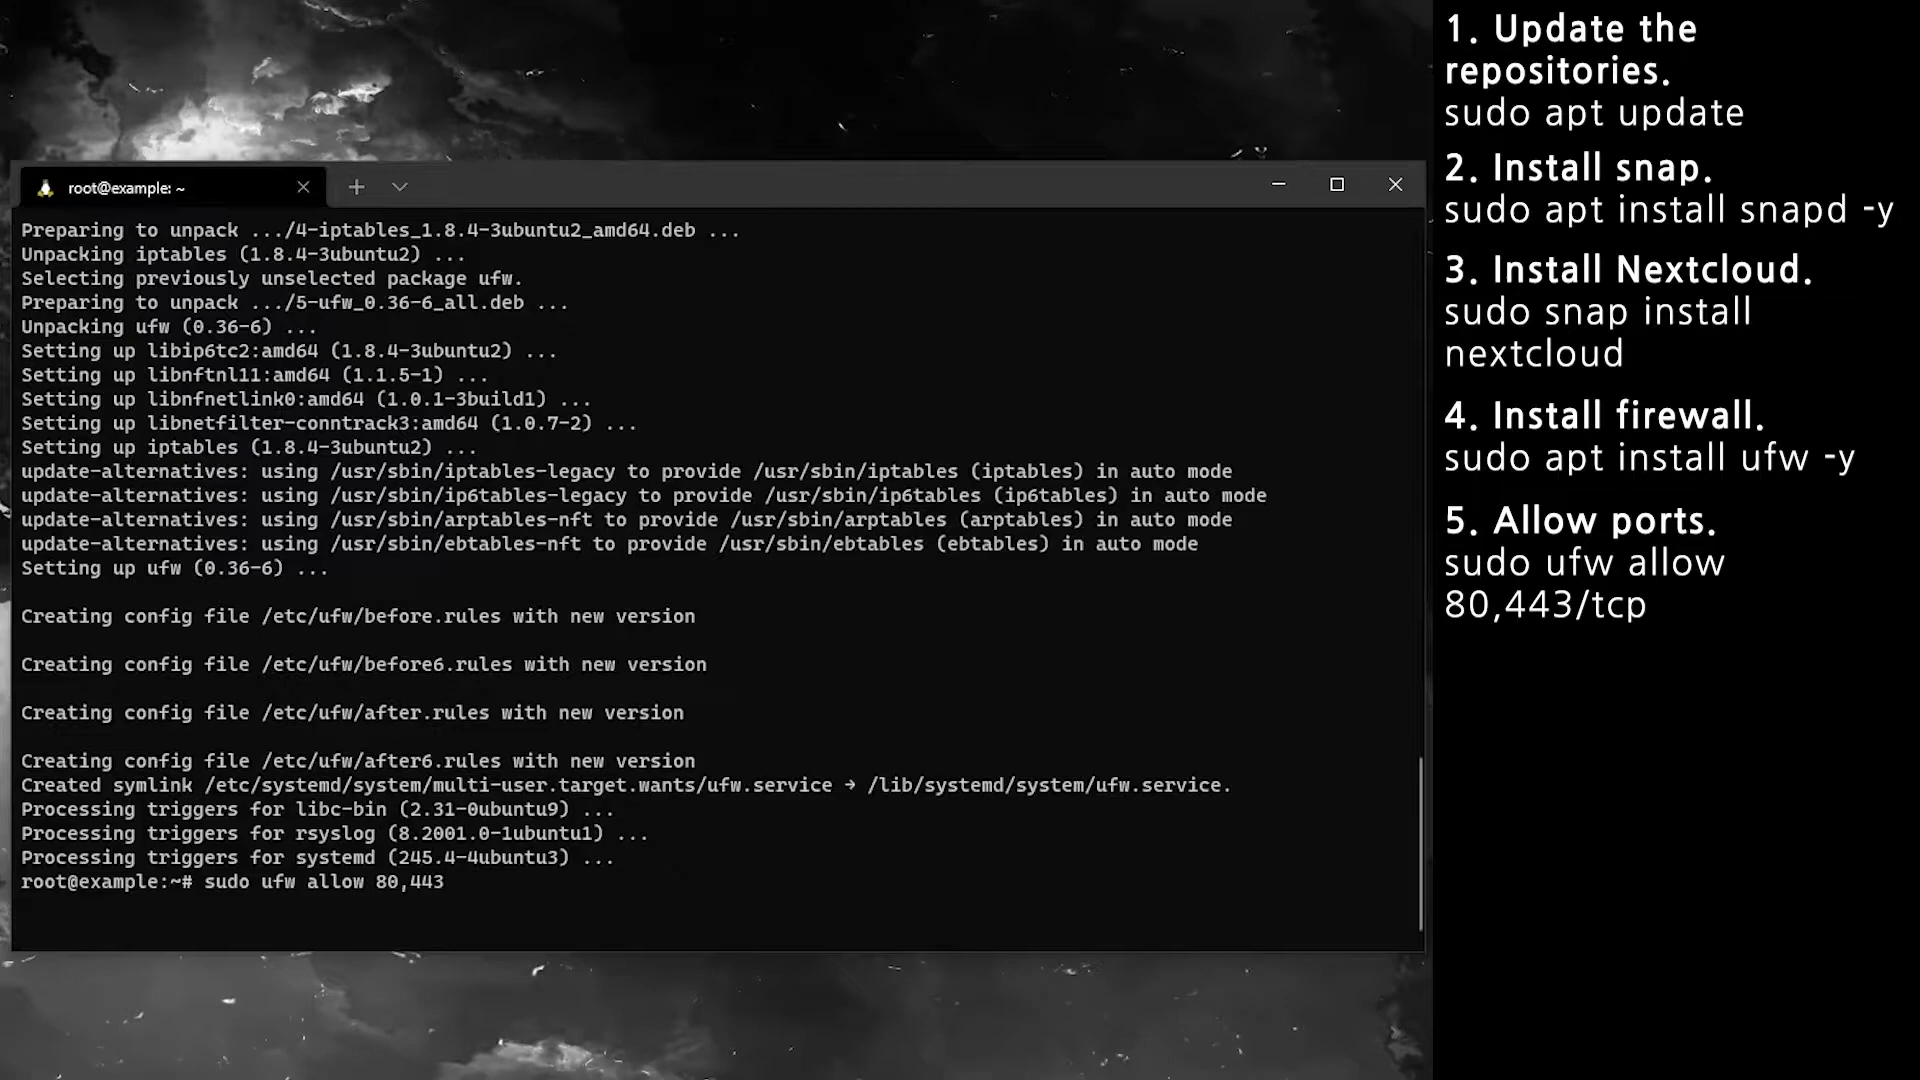 root@example: ~
Preparing to unpack .../4-iptables_1.8.4-3ubuntu2_amd64.deb ...
Unpacking iptables (1.8.4-3ubuntu2) ...
Selecting previously unselected package ufw.
Preparing to unpack .../5-ufw_0.36-6_all.deb ...
Unpacking ufw (0.36-6) ...
Setting up libip6tc2:amd64 (1.8.4-3ubuntu2) ...
Setting up libnftnl11:amd64 (1.1.5-1) ...
Setting up libnfnetlink0:amd64 (1.0.1-3build1) ...
Setting up libnetfilter-conntrack3:amd64 (1.0.7-2) ...
Setting up iptables (1.8.4-3ubuntu2) ...
update-alternatives: using /usr/sbin/iptables-legacy to provide /usr/sbin/iptables (iptables) in auto mode
update-alternatives: using /usr/sbin/ip6tables-legacy to provide /usr/sbin/ip6tables (ip6tables) in auto mode
update-alternatives: using /usr/sbin/arptables-nft to provide /usr/sbin/arptables (arptables) in auto mode
update-alternatives: using /usr/sbin/ebtables-nft to provide /usr/sbin/ebtables (ebtables) in auto mode
Setting up ufw (0.36-6) ...
Creating config file /etc/ufw/before.rules with new version
Creating config file /etc/ufw/before6.rules with new version
Creating config file /etc/ufw/after.rules with new version
Creating config file /etc/ufw/after6.rules with new version
Created symlink /etc/systemd/system/multi-user.target.wants/ufw.service → /lib/systemd/system/ufw.service.
Processing triggers for libc-bin (2.31-0ubuntu9) ...
Processing triggers for rsyslog (8.2001.0-1ubuntu1) ...
Processing triggers for systemd (245.4-4ubuntu3) ...
root@example:~# sudo ufw allow 80,443
1. Update the
repositories.
sudo apt update
2. Install snap.
sudo apt install snapd -y
3. Install Nextcloud.
sudo snap install
nextcloud
4. Install firewall.
sudo apt install ufw -y
5. Allow ports.
sudo ufw allow
80,443/tcp